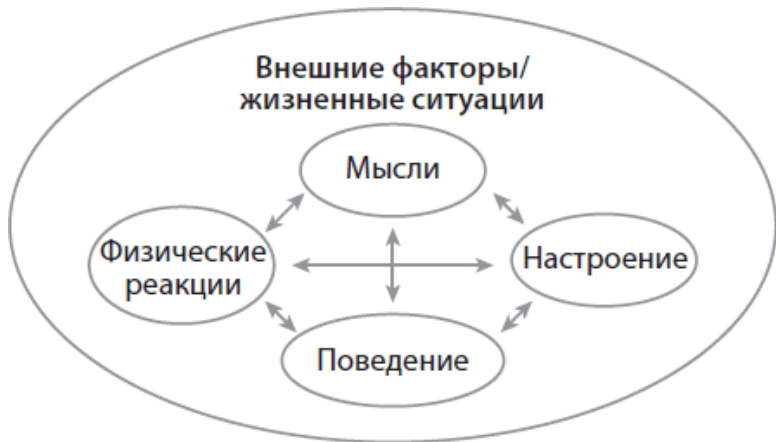 Внешние факторы/
жизненные ситуации
Мысли
Физические
реакции
Настроение
Поведение